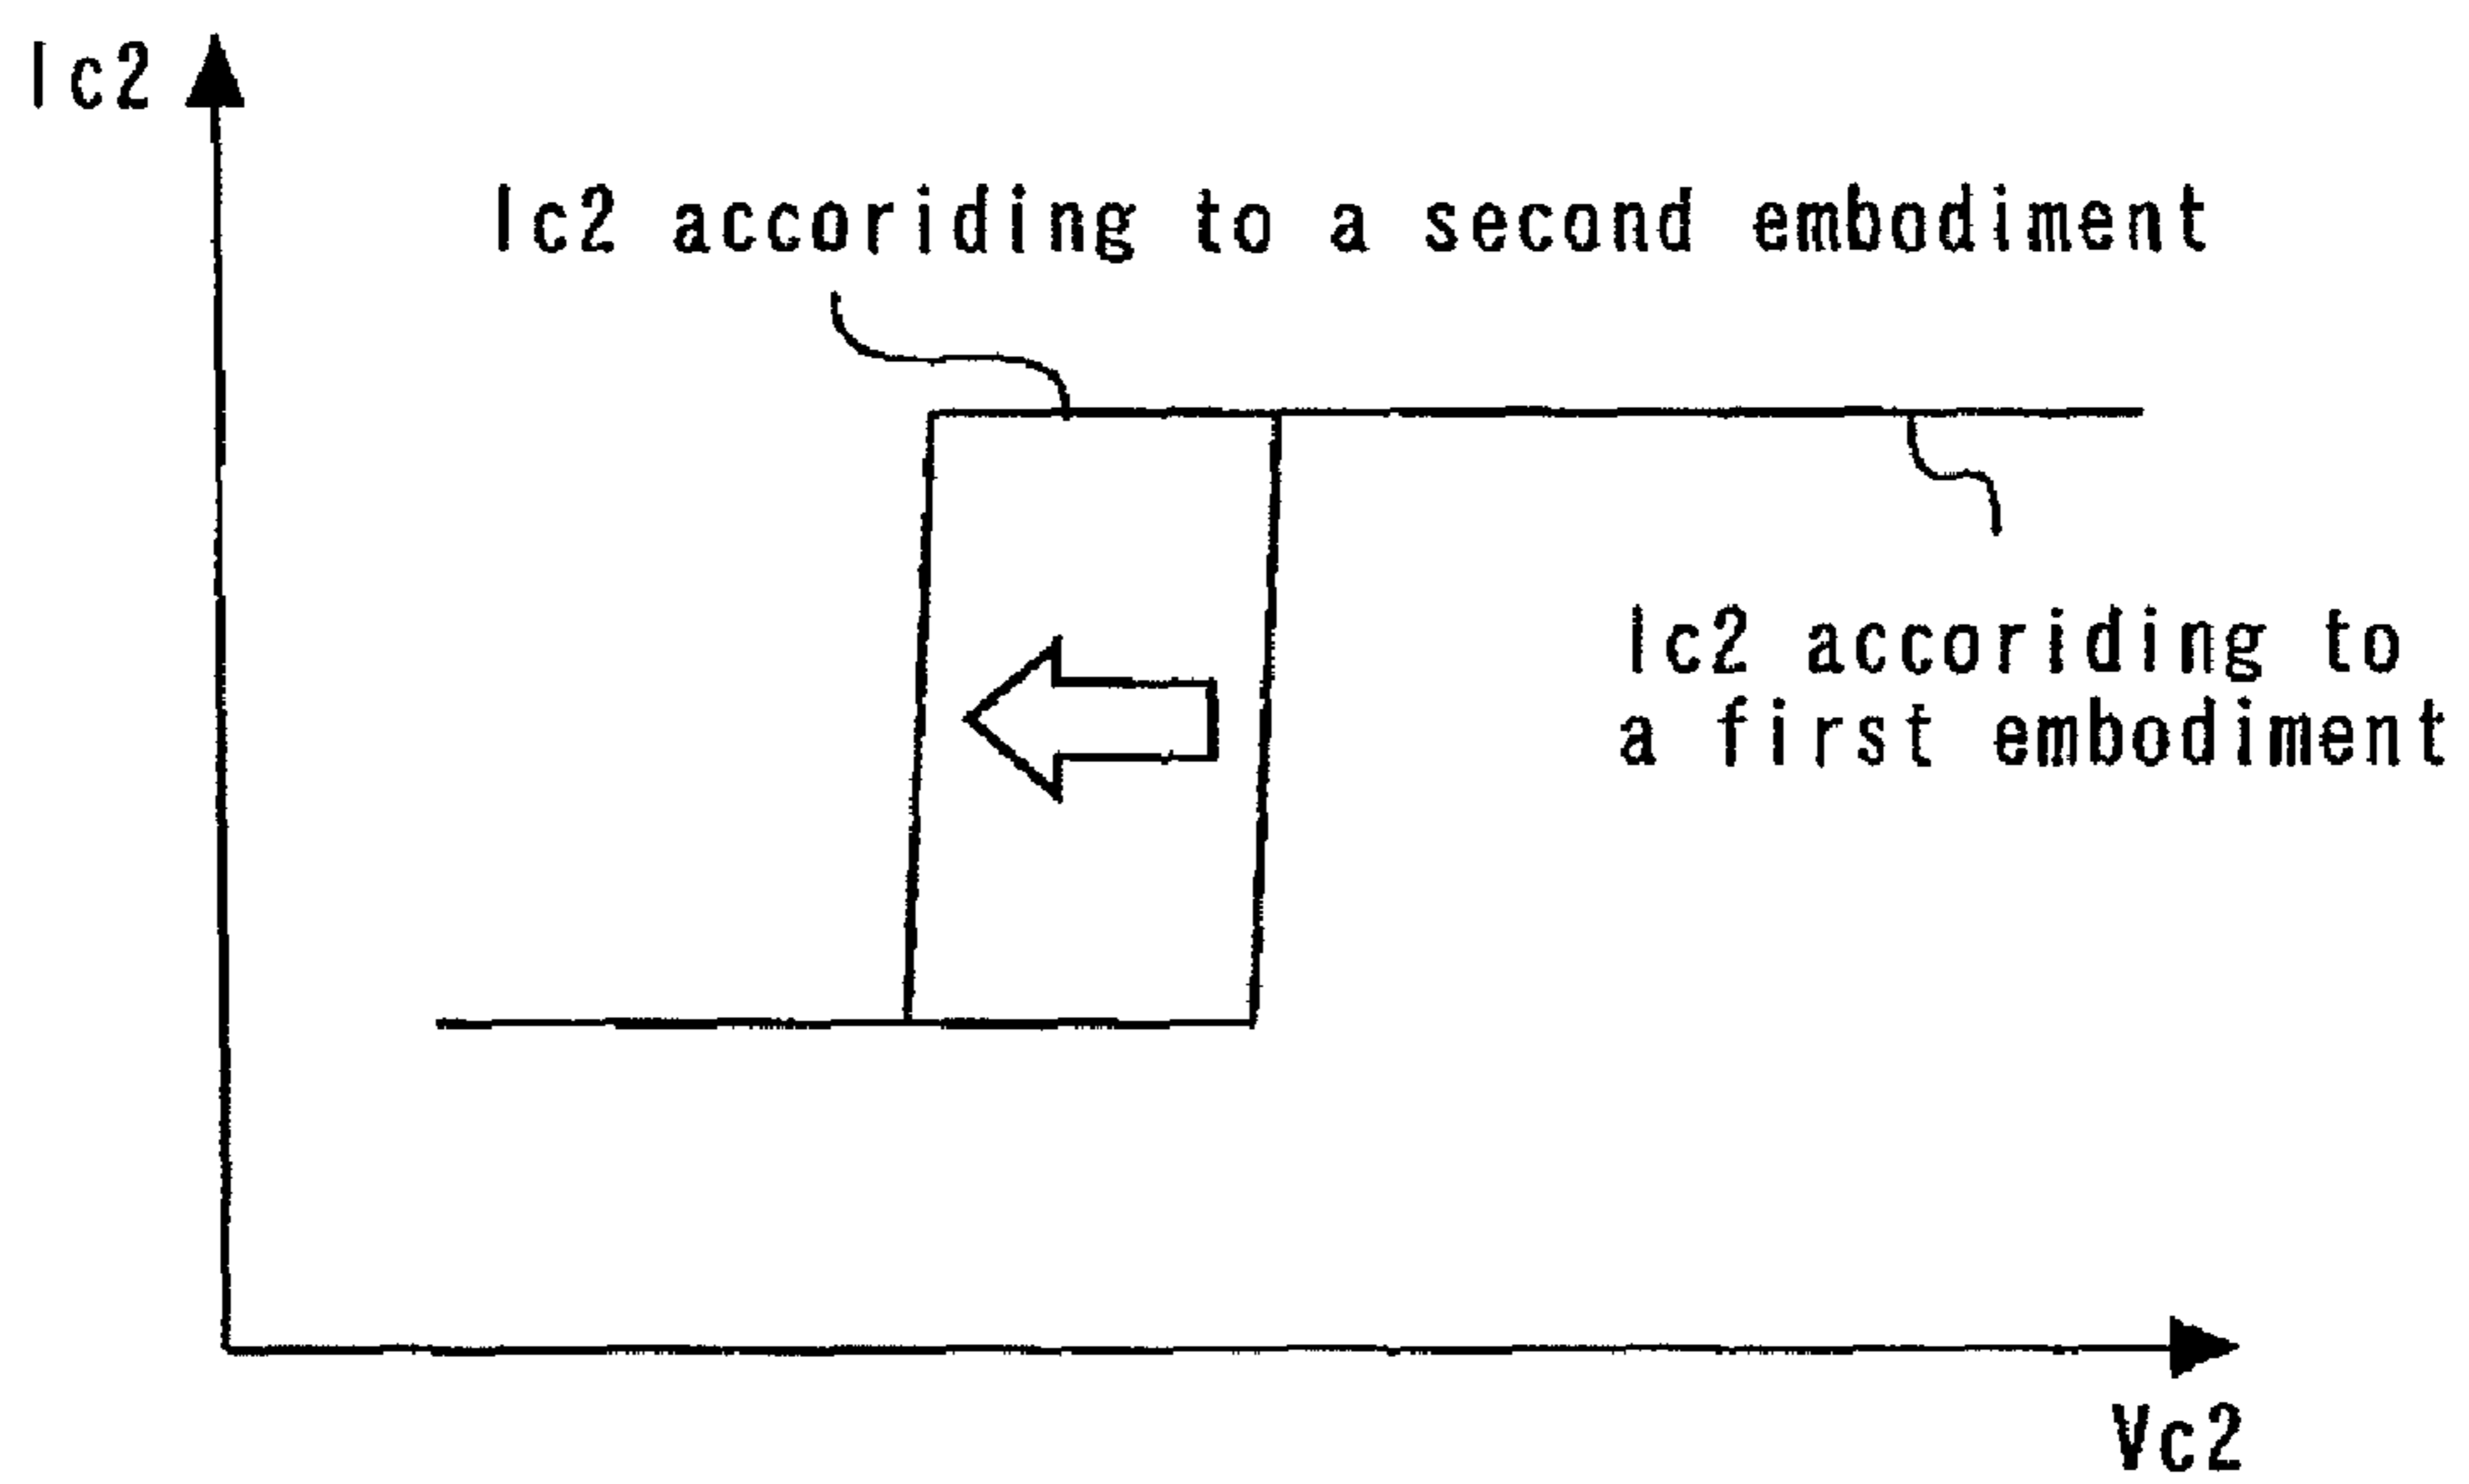 Ic2
Ic2 accoriding to a second embodiment
Ic2 accoriding to
a first embodiment
Vc2